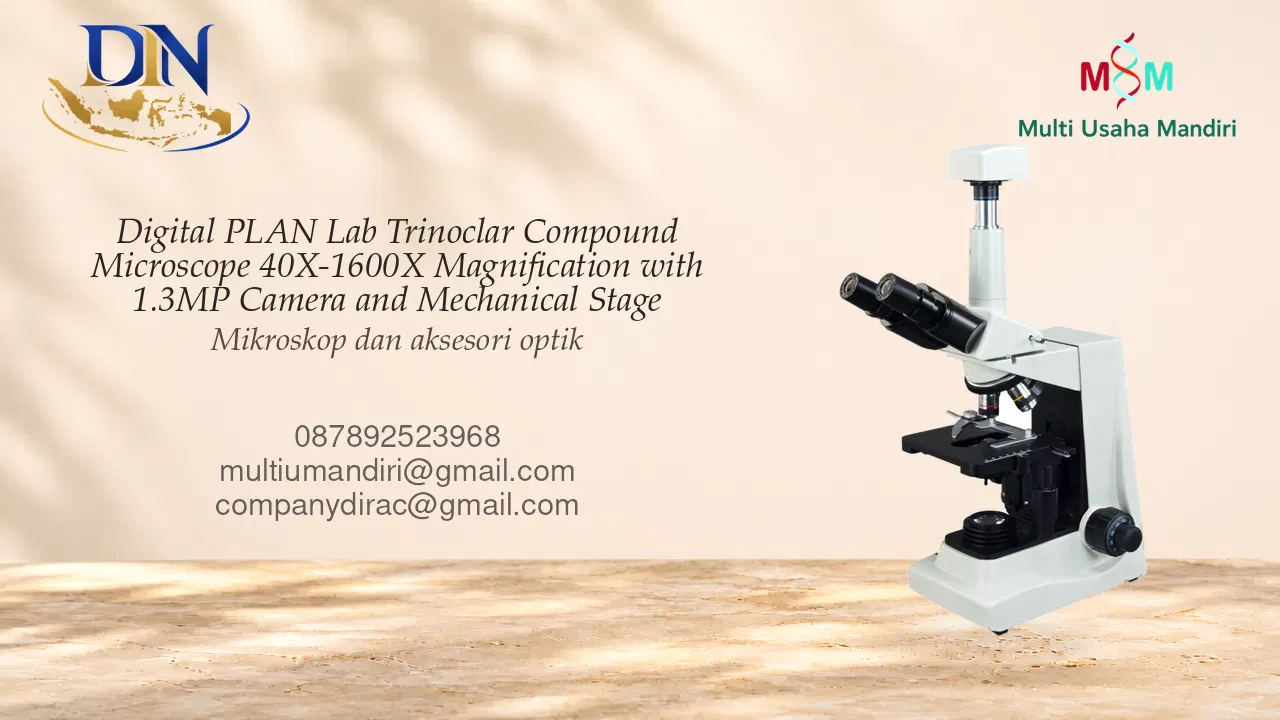 DIN
M M
Multi Usaha Mandiri
Digital PLAN Lab Trinoclar Compound
Microscope 40X-1600X Magnification with
1.3MP Camera and Mechanical Stage
Mikroskop dan aksesori optik
087892523968
multiumandiri@gmail.com
companydirac@gmail.com